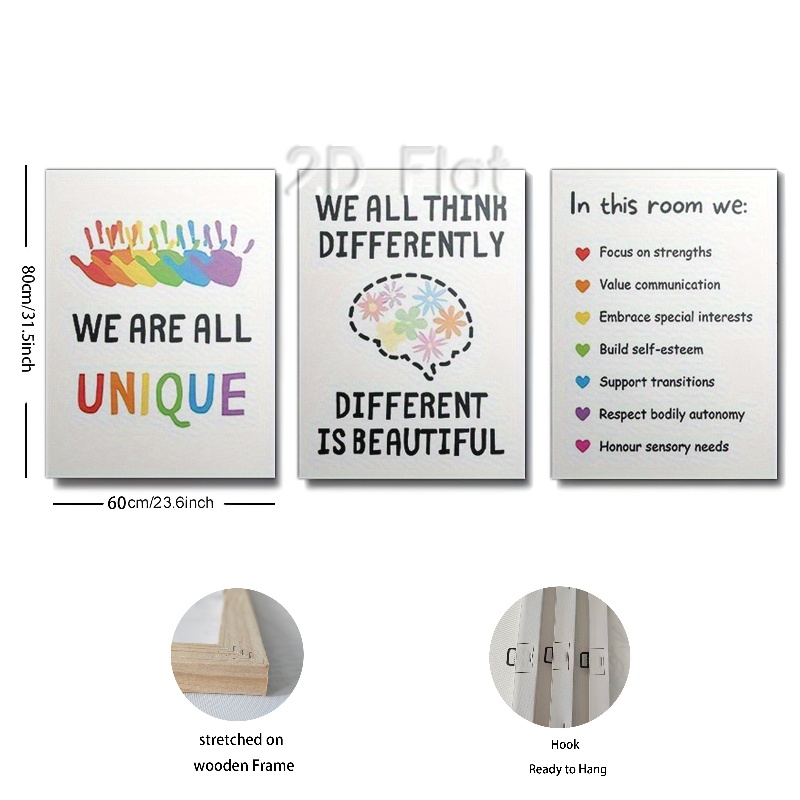 2D Flat
80cm/31.5inch
WE ARE ALL
UNIQUE
WE ALL THINK
DIFFERENTLY
DIFFERENT
IS BEAUTIFUL
In this room we:
Focus on strengths
Value communication
Embrace special interests
Build self-esteem
Support transitions
Respect bodily autonomy
Honour sensory needs
60cm/23.6inch
stretched on
wooden Frame
Hook
Ready to Hang